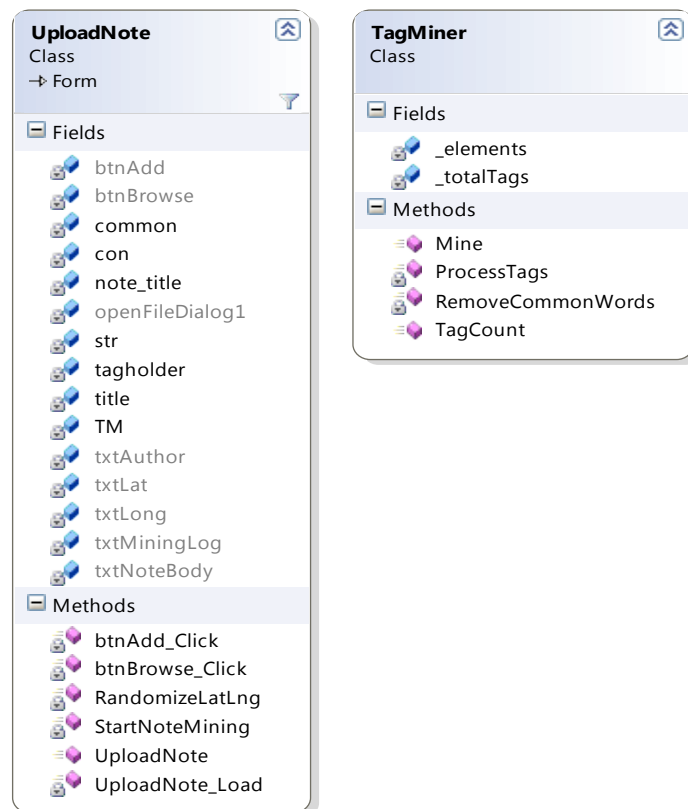 UploadNote
Class
Form
Fields
btnAdd
btnBrowse
common
con
note_title
openFileDialog1
str
tagholder
title
TM
txtAuthor
txtLat
txtLong
txtMiningLog
txtNoteBody
Methods
btnAdd_Click
btnBrowse_Click
RandomizeLatLng
StartNoteMining
UploadNote
UploadNote_Load
TagMiner
Class
Fields
_elements
_totalTags
Methods
Mine
ProcessTags
RemoveCommonWords
TagCount